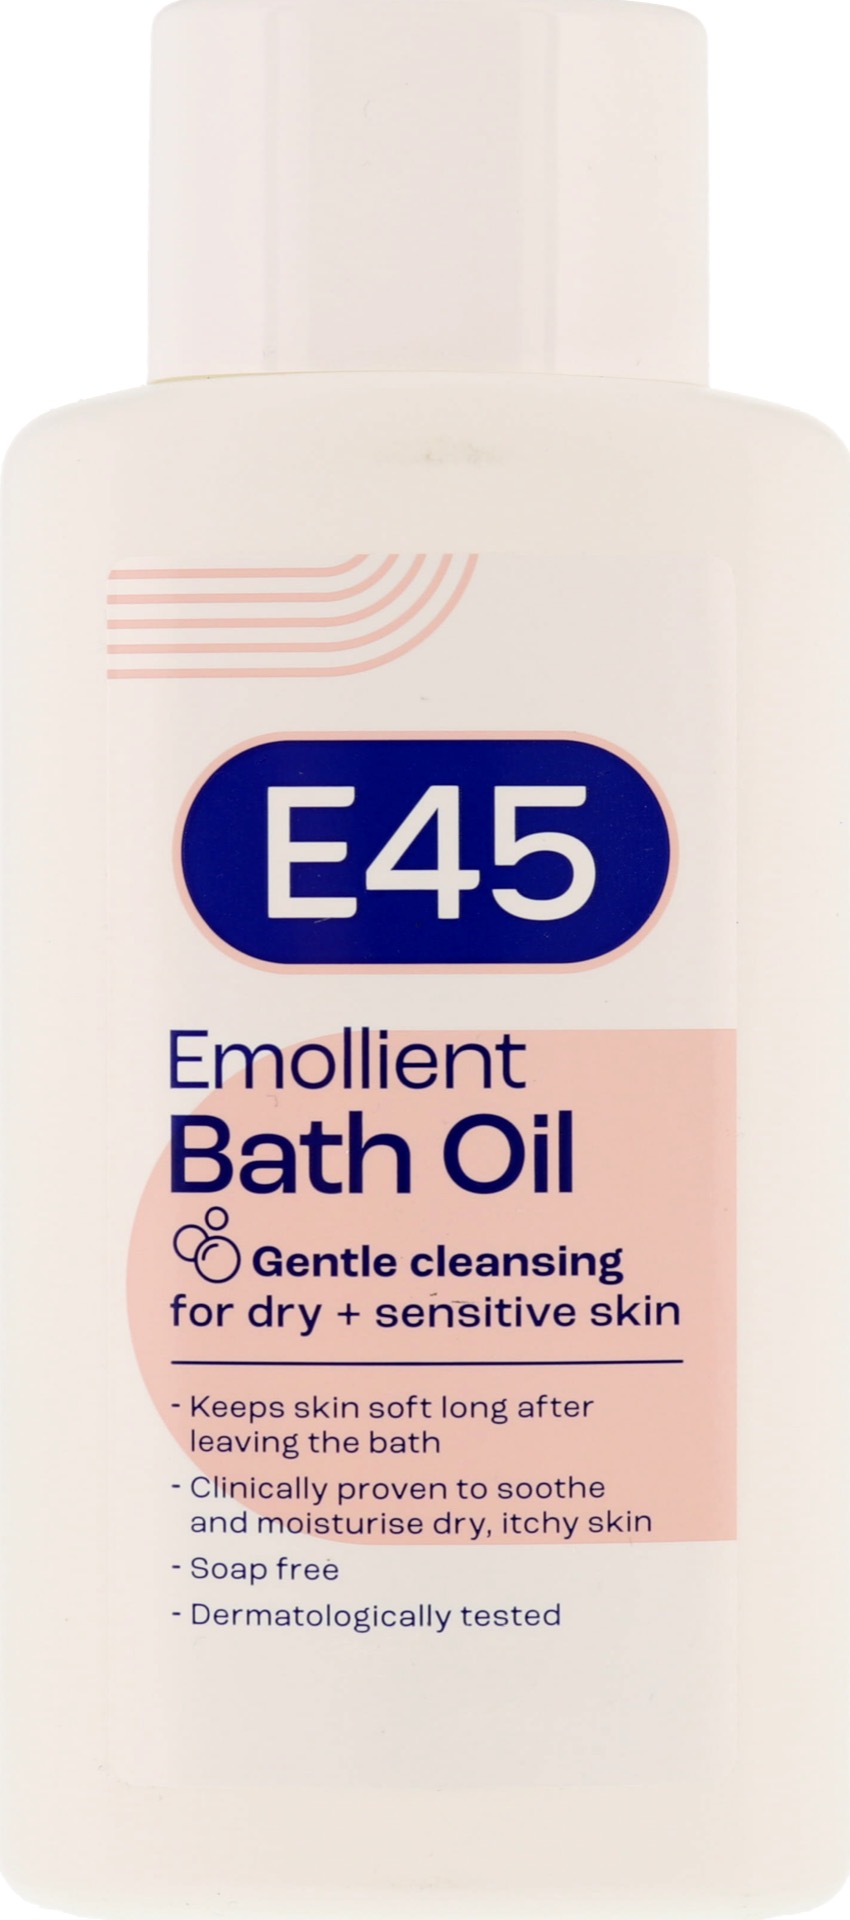 E45
Emollient
Bath Oil
Gentle cleansing
for dry + sensitive skin
- Keeps skin soft long after
leaving the bath
- Clinically proven to soothe
and moisturise dry, itchy skin
- Soap free
- Dermatologically tested